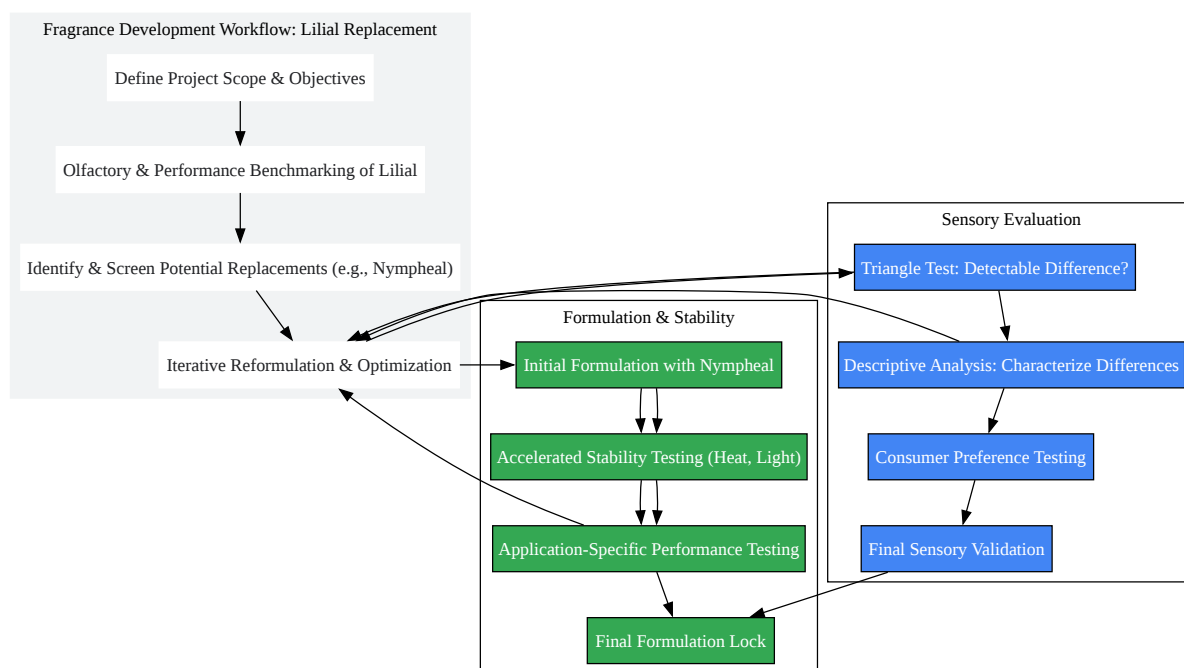 Fragrance Development Workflow: Lilial Replacement
Define Project Scope & Objectives
Olfactory & Performance Benchmarking of Lilial
Identify & Screen Potential Replacements (e.g., Nympheal)
Iterative Reformulation & Optimization
Formulation & Stability
Initial Formulation with Nympheal
Accelerated Stability Testing (Heat, Light)
Application-Specific Performance Testing
Final Formulation Lock
Sensory Evaluation
Triangle Test: Detectable Difference?
Descriptive Analysis: Characterize Differences
Consumer Preference Testing
Final Sensory Validation